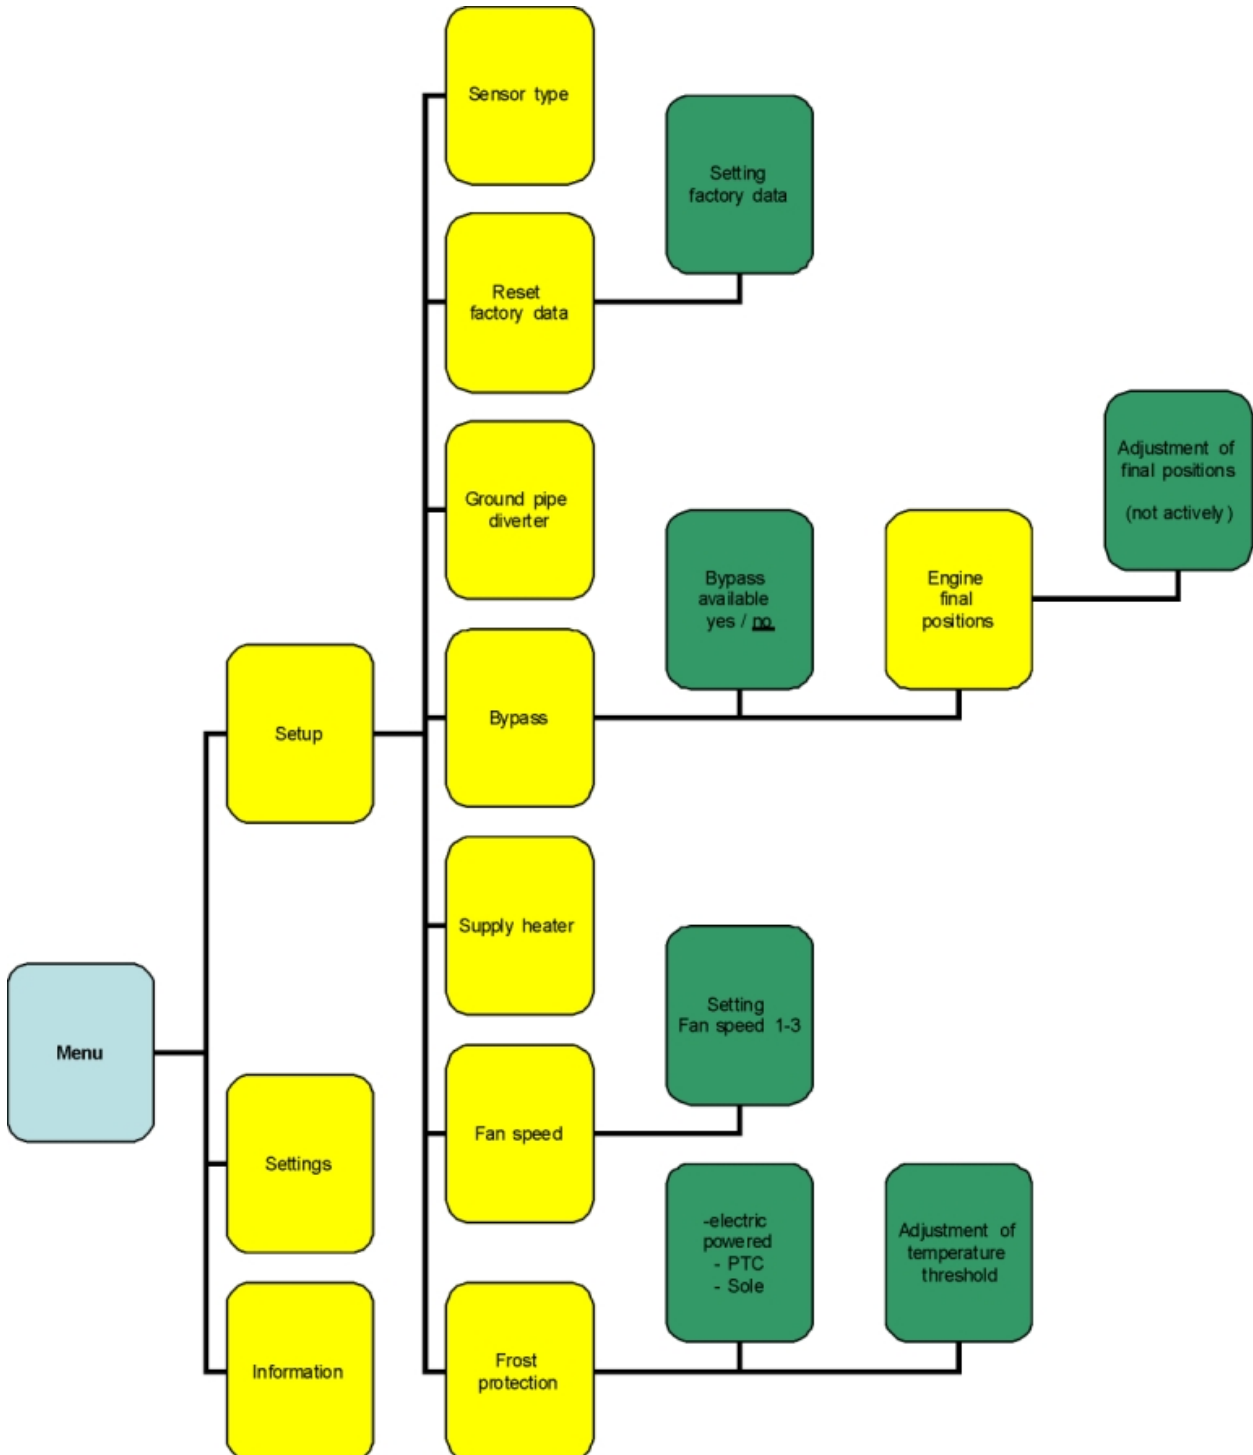 Sensor type
Setting
factory data
Reset
factory data
Adjustment of
final positions
(not actively)
Ground pipe
diverter
Bypass
available
yes / no
Engine
final
positions
Bypass
Setup
Supply heater
Setting
Fan speed 1-3
Menu
Fan speed
Settings
-electric
powered
- PTC
- Sole
Adjustment of
temperature
threshold
Information
Frost
protection